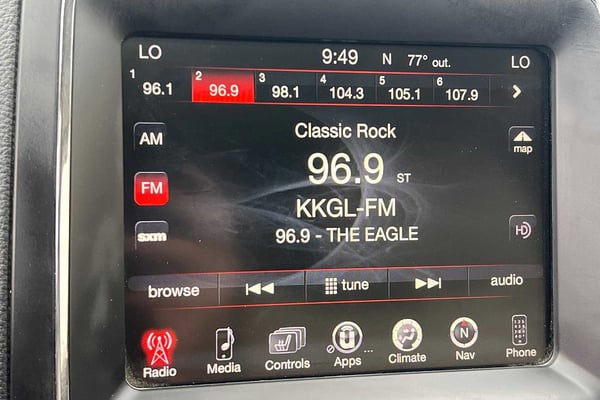 LO 9:49 N 77° out. LO
1 96.1 2 96.9 3 98.1 4 104.3 5 105.1 6 107.9
AM
Classic Rock
map
FM
96.9 ST
KKGL-FM
HD
sxm
96.9 - THE EAGLE
browse tune audio
Radio Media Controls Apps ... Climate N Nav Phone